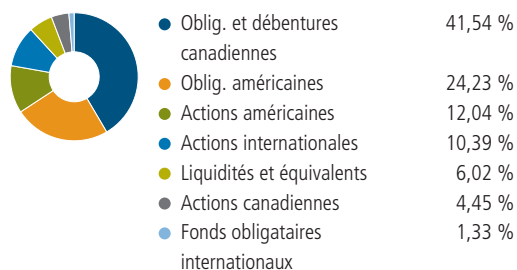 Oblig. et débentures canadiennes 41,54 %
Oblig. américaines 24,23 %
Actions américaines 12,04 %
Actions internationales 10,39 %
Liquidités et équivalents 6,02 %
Actions canadiennes 4,45 %
Fonds obligataires internationaux 1,33 %